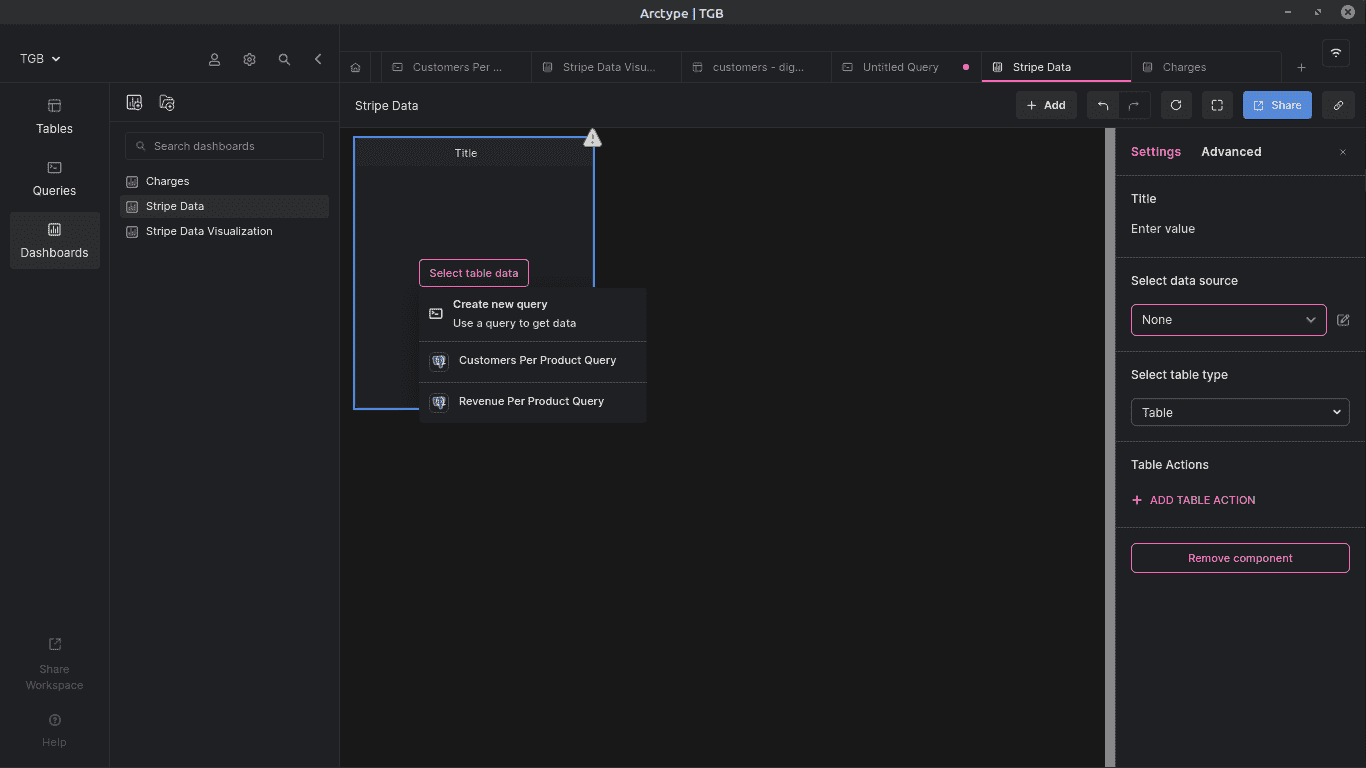 Arctype | TGB
TGB
Customers Per ...
Stripe Data Visu...
customers - dig...
Untitled Query
Stripe Data
Charges
Tables
Queries
Dashboards
Share
Workspace
Help
Search dashboards
Charges
Stripe Data
Stripe Data Visualization
Stripe Data
Add
Share
Title
Select table data
Create new query
Use a query to get data
Customers Per Product Query
Revenue Per Product Query
Settings Advanced
Title
Enter value
Select data source
None
Select table type
Table
Table Actions
+ ADD TABLE ACTION
Remove component